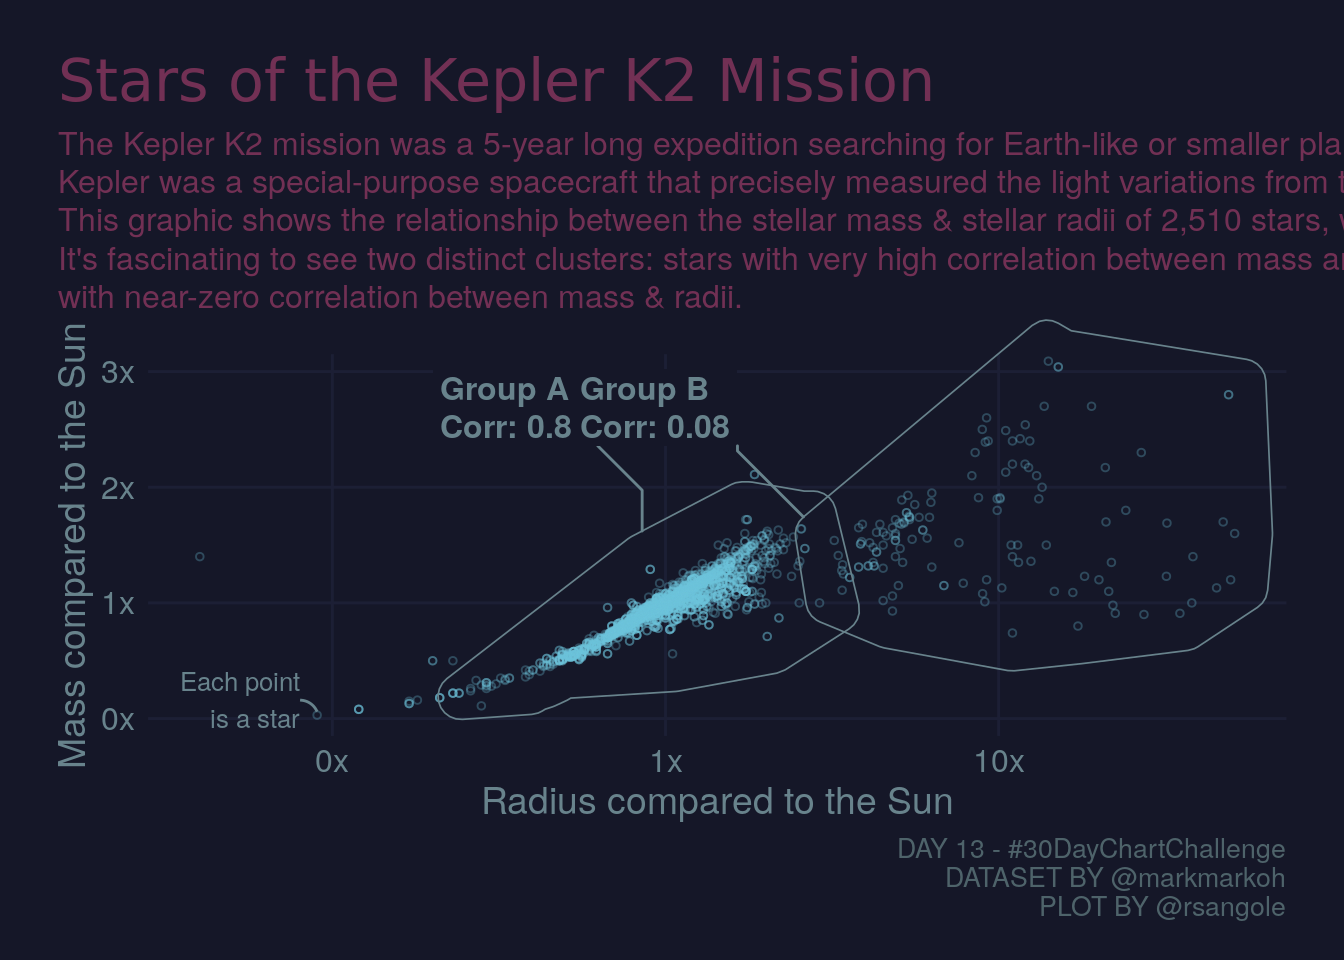 Stars of the Kepler K2 Mission
The Kepler K2 mission was a 5-year long expedition searching for Earth-like or smaller
Kepler was a special-purpose spacecraft that precisely measured the light variations from
This graphic shows the relationship between the stellar mass & stellar radii of 2,510 stars,
It's fascinating to see two distinct clusters: stars with very high correlation between mass
with near-zero correlation between mass & radii.
Mass compared to the Sun
3x
2x
1x
0x
Group A Group B
Corr: 0.8 Corr: 0.08
Each point
is a star
0x 1x 10x
Radius compared to the Sun
DAY 13 - #30DayChartChallenge
DATASET BY @markmarkoh
PLOT BY @rsangole